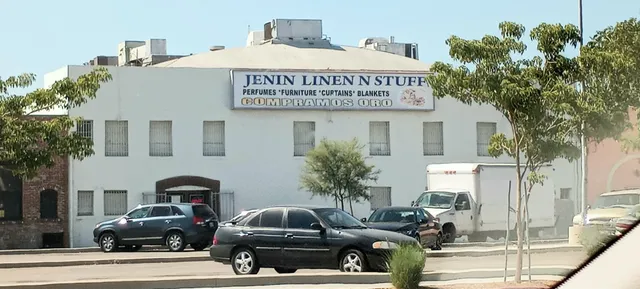 JENIN LINEN N STUFF
PERFUMES *FURNITURE *CURTAINS* BLANKETS
COMPRAMOS ORO